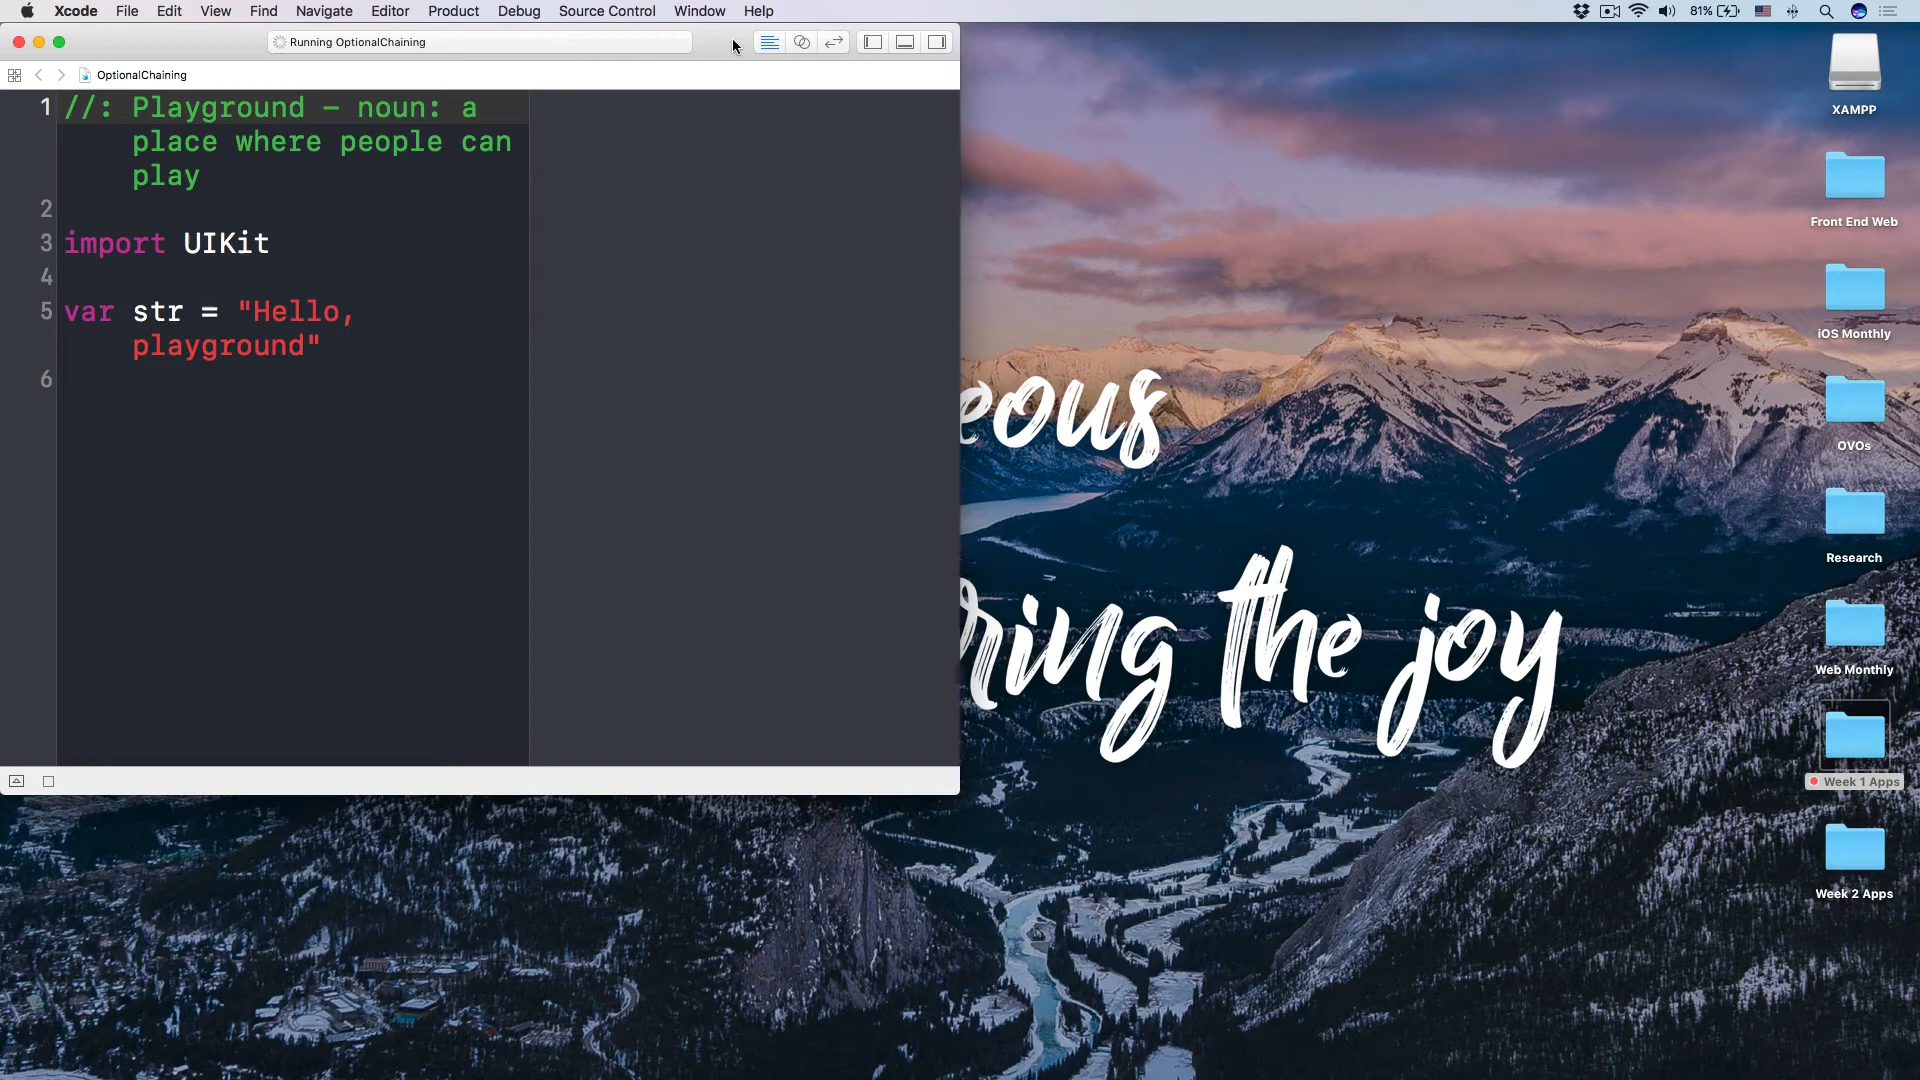 Xcode File Edit View Find Navigate Editor Product Debug Source Control Window Help 81%
Running OptionalChaining
OptionalChaining
1 //: Playground - noun: a
place where people can
play
2
3 import UIKit
4
5 var str = "Hello,
playground"
6
eous
ring the joy
XAMPP
Front End Web
iOS Monthly
OVOs
Research
Web Monthly
Week 1 Apps
Week 2 Apps